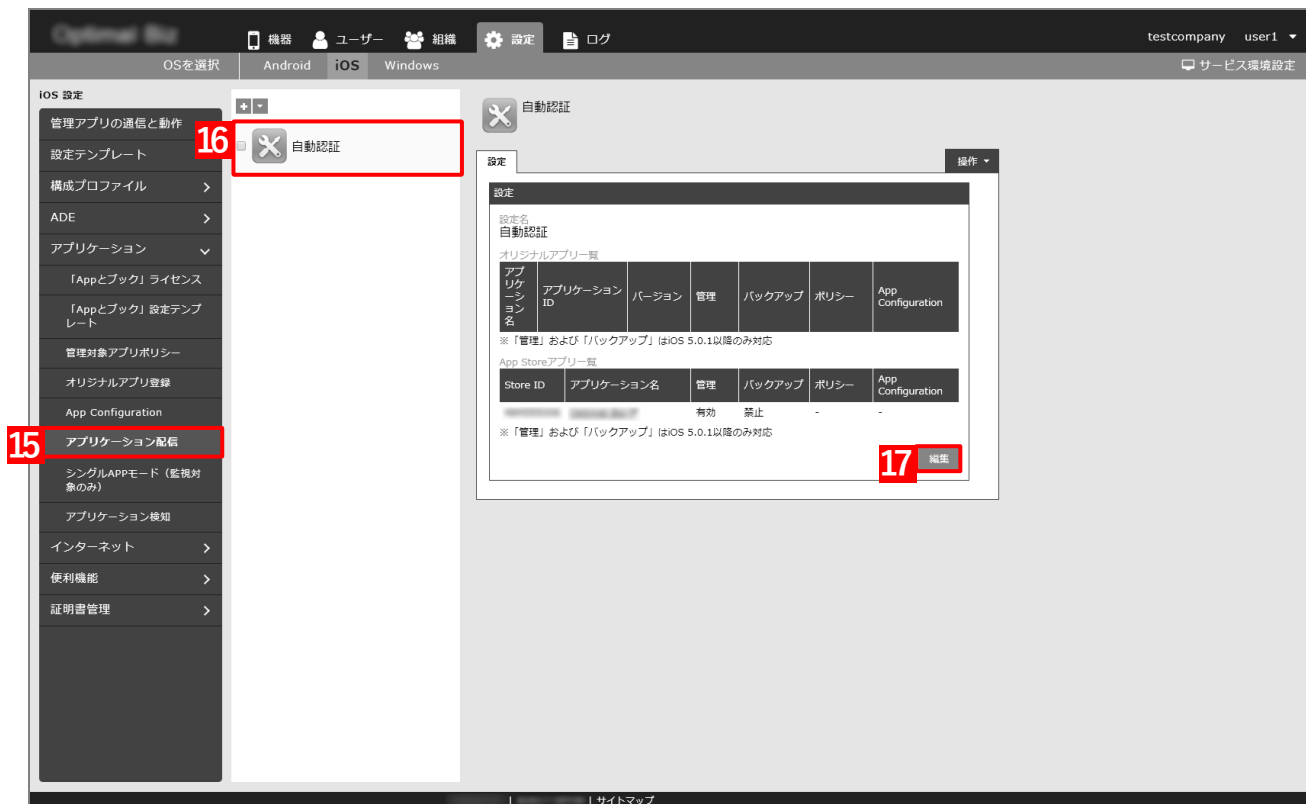 機器 ユーザー 組織 設定 ログ testcompany user1
OSを選択 Android iOS Windows サービス環境設定
iOS 設定
管理アプリの通信と動作
設定テンプレート
構成プロファイル
ADE
アプリケーション
「Appとブック」ライセンス
「Appとブック」設定テンプ
レート
管理対象アプリポリシー
オリジナルアプリ登録
App Configuration
15
アプリケーション配信
シングルAPPモード（監視対
象のみ）
アプリケーション検知
インターネット
便利機能
証明書管理
16
自動認証
自動認証
設定 操作
設定
設定名
自動認証
オリジナルアプリ一覧
アプ
リケ
ーシ
ョン
名
アプリケーション
ID
バージョン 管理 バックアップ ポリシー
App
Configuration
※「管理」および「バックアップ」はiOS 5.0.1以降のみ対応
App Storeアプリ一覧
Store ID アプリケーション名 管理 バックアップ ポリシー
App
Configuration
有効 禁止 - -
※「管理」および「バックアップ」はiOS 5.0.1以降のみ対応
17
編集
| | サイトマップ